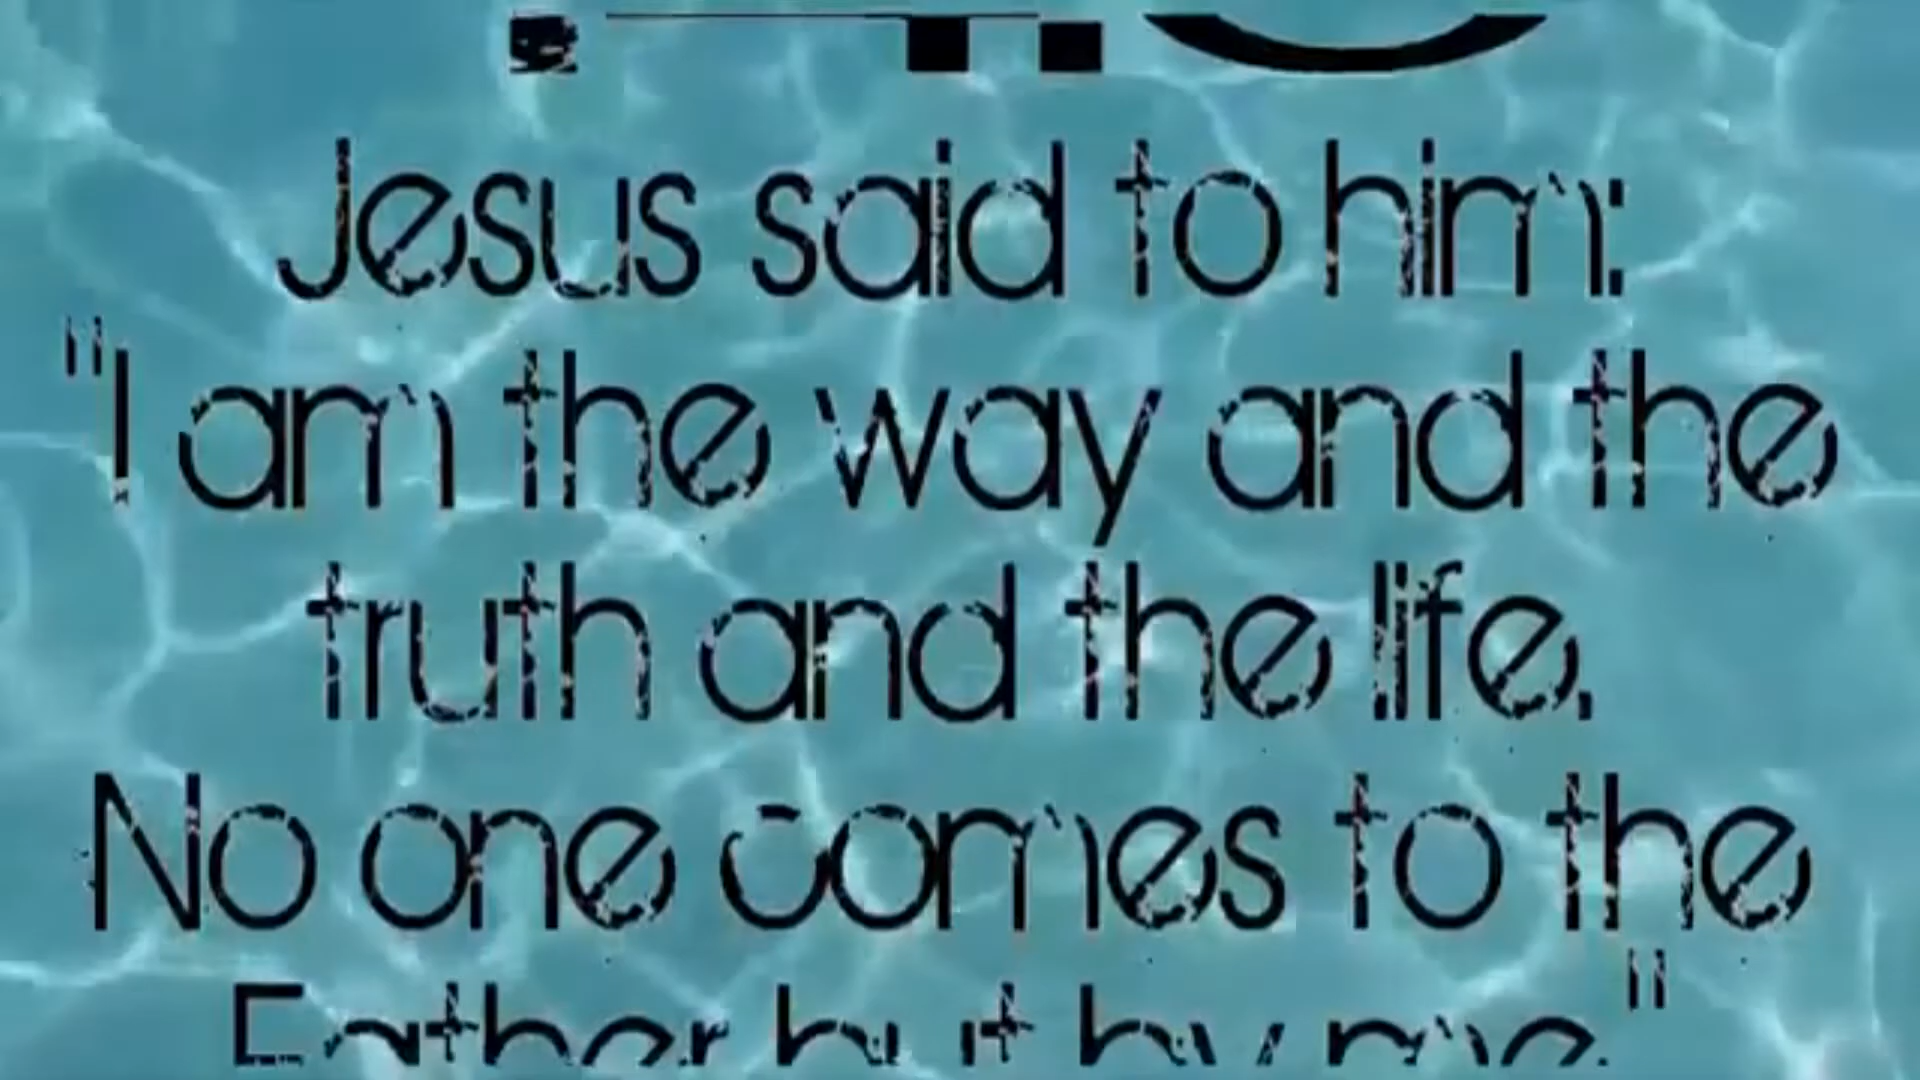 Jesus said to him:
"I am the way and the
truth and the life.
No one comes to the
Father but by me."